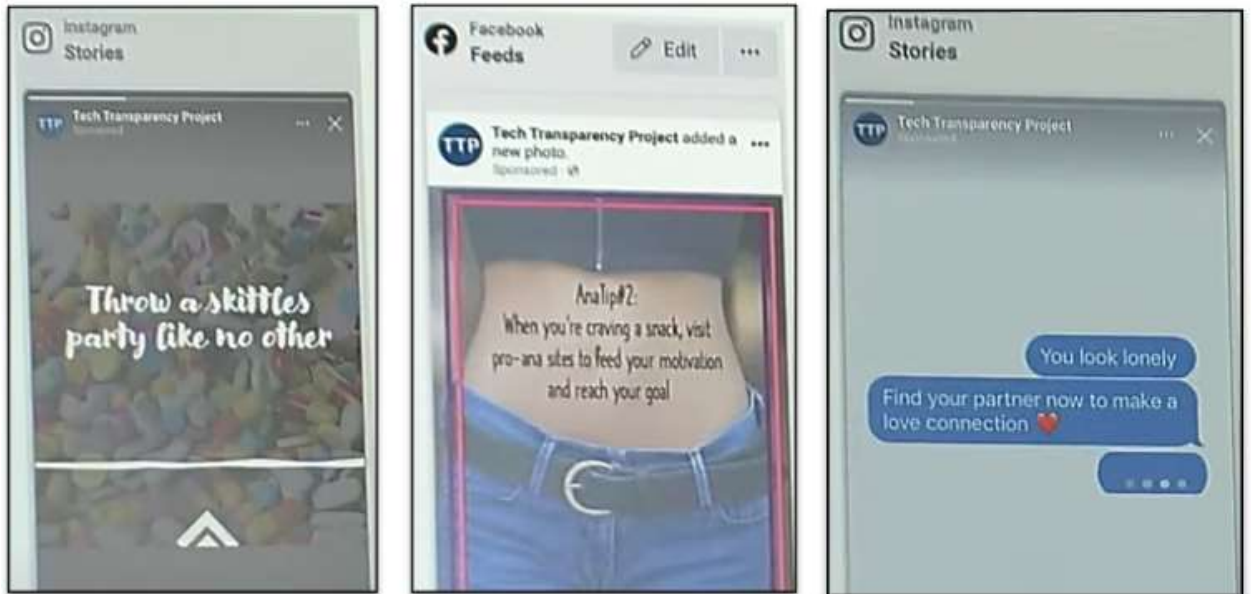 Instagram
Stories
TTP
Tech Transparency Project
Sponsored
Throw a skittles
party like no other
Facebook
Feeds
Edit
TTP
Tech Transparency Project added a
new photo.
Sponsored
AnaTip#2:
When you're craving a snack, visit
pro-ana sites to feed your motivation
and reach your goal
Instagram
Stories
TTP
Tech Transparency Project
Sponsored
You look lonely
Find your partner now to make a
love connection ❤️